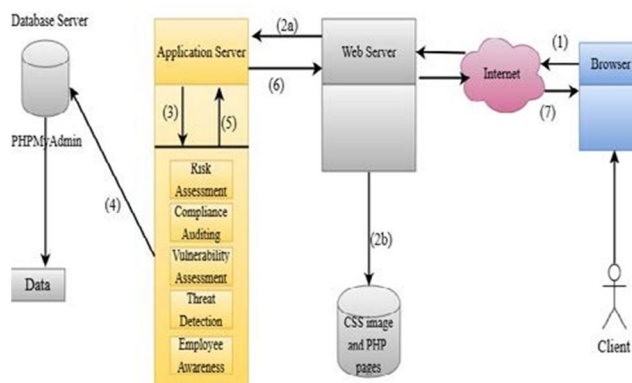 Database Server
Application Server
(2a)
Web Server
(1)
Internet
Browser
(6)
(7)
(3)
(5)
PHPMyAdmin
Risk
Assessment
(4)
Compliance
Auditing
(2b)
Vulnerability
Assessment
Data
Threat
Detection
CSS image
and PHP
pages
Employee
Awareness
Client